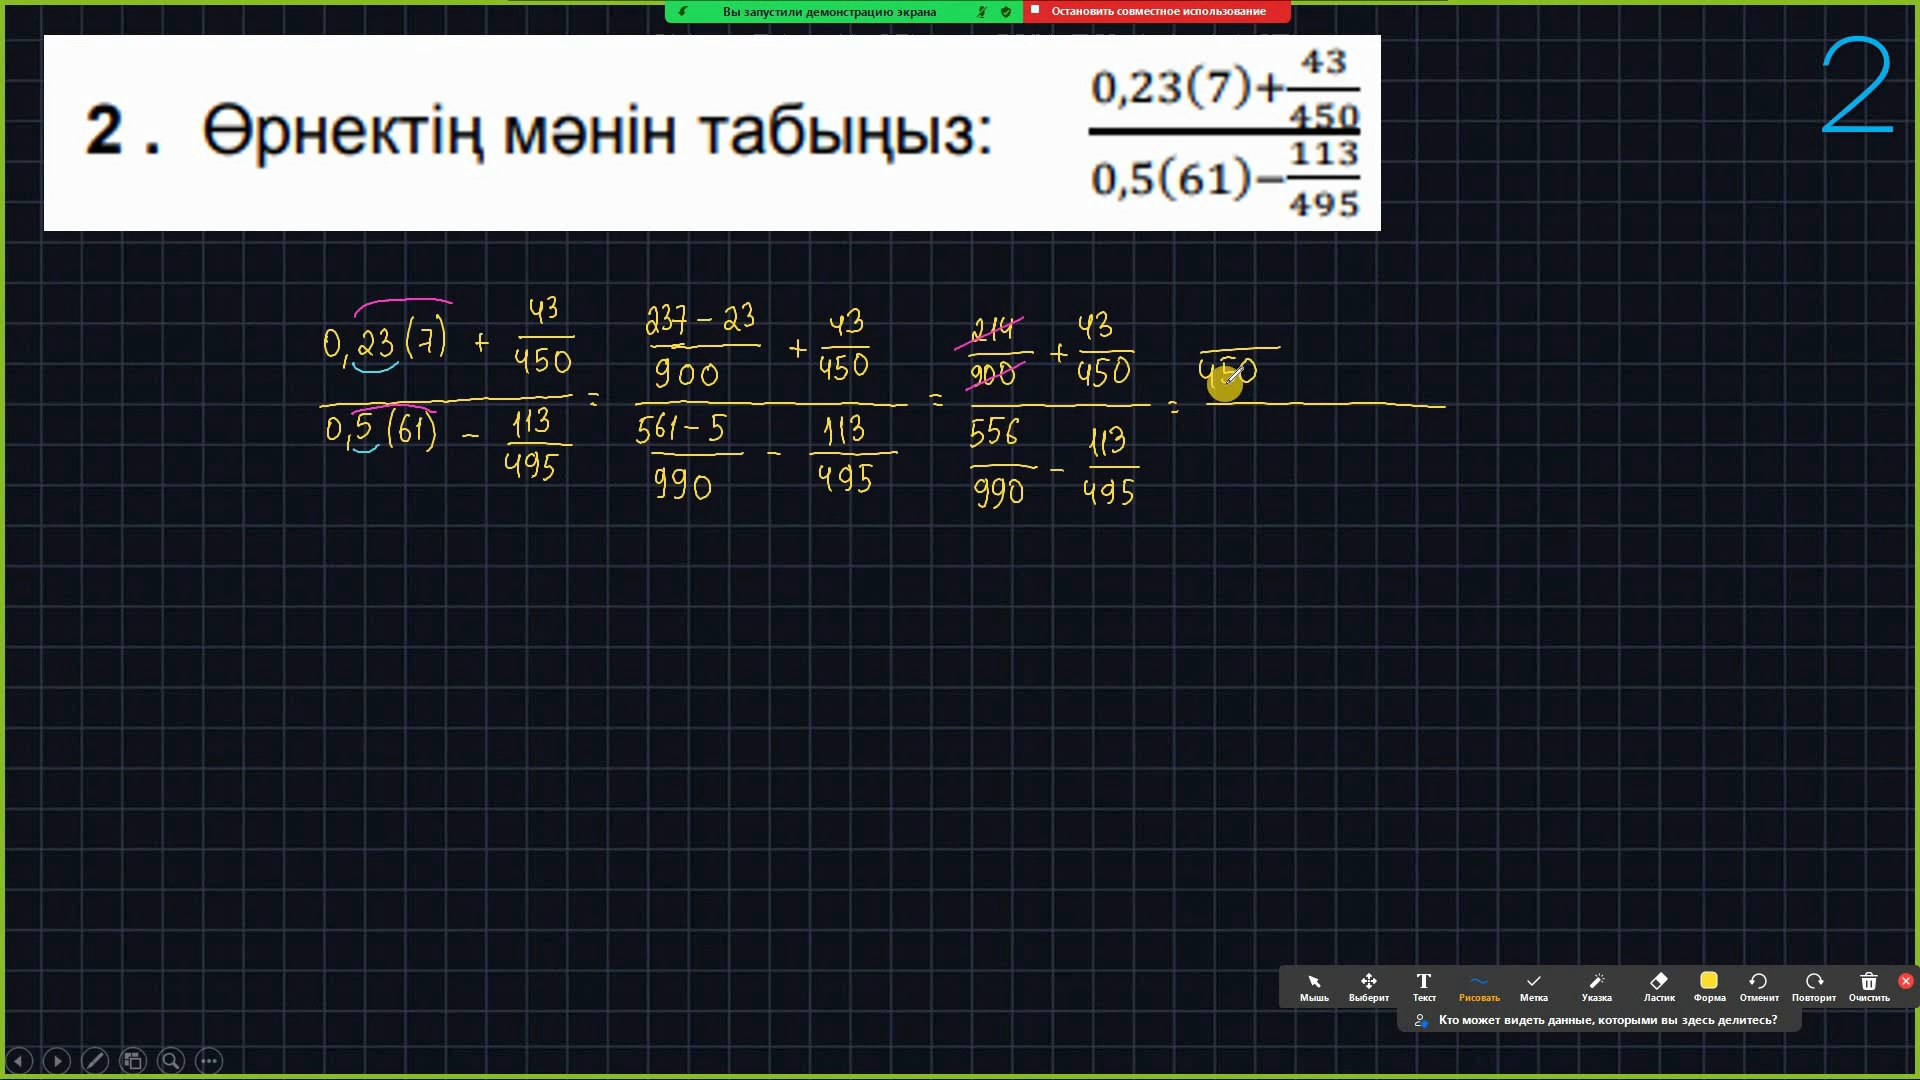 Вы запустили демонстрацию экрана
Остановить совместное использование
2
2 . Өрнектің мәнін табыңыз: (0,23(7)+43/450)/(0,5(61)−113/495)
(0,23(7) + 43/450)/(0,5(61) − 113/495) = ((237 − 23)/900 + 43/450)/((561 − 5)/990 − 113/495) = (214/900 + 43/450)/(556/990 − 113/495) = /450
Мышь Выберит Текст Рисовать Метка Указка Ластик Форма Отменит Повторит Очистить
Кто может видеть данные, которыми вы здесь делитесь?